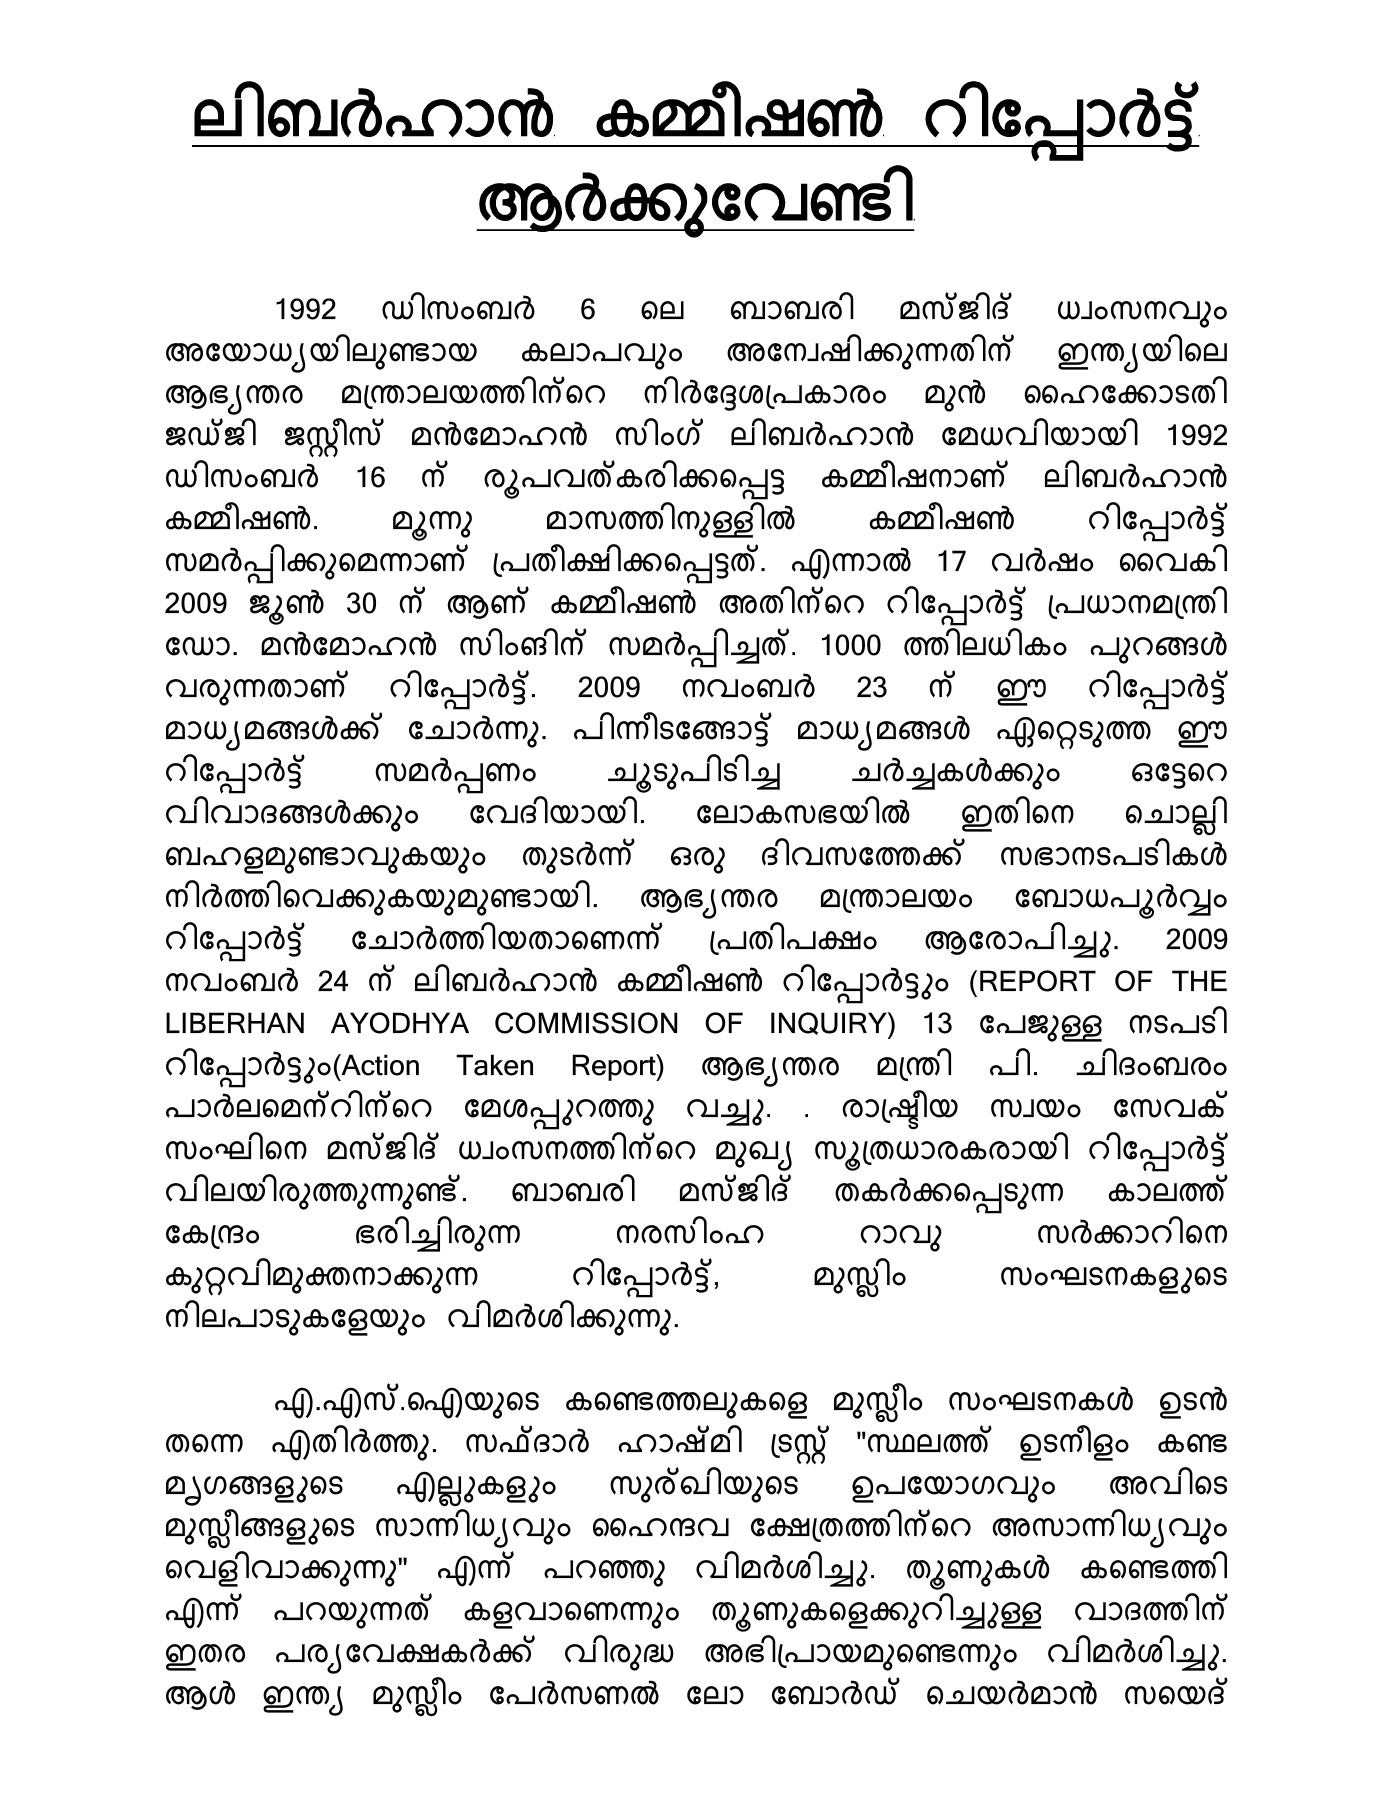 ലിബർഹാൻ കമ്മീഷൺ റിപ്പോർട്ട്
ആർക്കുവേണ്ടി
1992 ഡിസംബർ 6 ലെ ബാബരി മസ്ജിദ് ധ്വംസനവും
അയോധ്യയിലുണ്ടായ കലാപവും അന്വേഷിക്കുന്നതിന് ഇന്ത്യയിലെ
ആഭ്യന്തര മന്ത്രാലയത്തിന്റെ നിർദ്ദേശപ്രകാരം മുൻ ഹൈക്കോടതി
ജഡ്ജി ജസ്റ്റീസ് മൻമോഹൻ സിംഗ് ലിബർഹാൻ മേധവിയായി 1992
ഡിസംബർ 16 ന് രൂപവത്കരിക്കപ്പെട്ട കമ്മീഷനാണ് ലിബർഹാൻ
കമ്മീഷൺ. മൂന്നു മാസത്തിനുള്ളിൽ കമ്മീഷൺ റിപ്പോർട്ട്
സമർപ്പിക്കുമെന്നാണ് പ്രതീക്ഷിക്കപ്പെട്ടത്. എന്നാൽ 17 വർഷം വൈകി
2009 ജൂൺ 30 ന് ആണ് കമ്മീഷൺ അതിന്റെ റിപ്പോർട്ട് പ്രധാനമന്ത്രി
ഡോ. മൻമോഹൻ സിംങിന് സമർപ്പിച്ചത്. 1000 ത്തിലധികം പുറങ്ങൾ
വരുന്നതാണ് റിപ്പോർട്ട്. 2009 നവംബർ 23 ന് ഈ റിപ്പോർട്ട്
മാധ്യമങ്ങൾക്ക് ചോർന്നു. പിന്നീടങ്ങോട്ട് മാധ്യമങ്ങൾ ഏറ്റെടുത്ത ഈ
റിപ്പോർട്ട് സമർപ്പണം ചൂടുപിടിച്ച ചർച്ചകൾക്കും ഒട്ടേറെ
വിവാദങ്ങൾക്കും വേദിയായി. ലോകസഭയിൽ ഇതിനെ ചൊല്ലി
ബഹളമുണ്ടാവുകയും തുടർന്ന് ഒരു ദിവസത്തേക്ക് സഭാനടപടികൾ
നിർത്തിവെക്കുകയുമുണ്ടായി. ആഭ്യന്തര മന്ത്രാലയം ബോധപൂർവ്വം
റിപ്പോർട്ട് ചോർത്തിയതാണെന്ന് പ്രതിപക്ഷം ആരോപിച്ചു. 2009
നവംബർ 24 ന് ലിബർഹാൻ കമ്മീഷൺ റിപ്പോർട്ടും (REPORT OF THE
LIBERHAN AYODHYA COMMISSION OF INQUIRY) 13 പേജുള്ള നടപടി
റിപ്പോർട്ടും(Action Taken Report) ആഭ്യന്തര മന്ത്രി പി. ചിദംബരം
പാർലമെന്റിന്റെ മേശപ്പുറത്തു വച്ചു. . രാഷ്ട്രീയ സ്വയം സേവക്
സംഘിനെ മസ്ജിദ് ധ്വംസനത്തിന്റെ മുഖ്യ സൂത്രധാരകരായി റിപ്പോർട്ട്
വിലയിരുത്തുന്നുണ്ട്. ബാബരി മസ്ജിദ് തകർക്കപ്പെടുന്ന കാലത്ത്
കേന്ദ്രം ഭരിച്ചിരുന്ന നരസിംഹ റാവു സർക്കാറിനെ
കുറ്റവിമുക്തനാക്കുന്ന റിപ്പോർട്ട്, മുസ്ലിം സംഘടനകളുടെ
നിലപാടുകളേയും വിമർശിക്കുന്നു.
എ.എസ്.ഐയുടെ കണ്ടെത്തലുകളെ മുസ്ലീം സംഘടനകൾ ഉടൻ
തന്നെ എതിർത്തു. സഫ്ദാർ ഹാഷ്മി ട്രസ്റ്റ് "സ്ഥലത്ത് ഉടനീളം കണ്ട
മൃഗങ്ങളുടെ എല്ലുകളും സുര്ഖിയുടെ ഉപയോഗവും അവിടെ
മുസ്ലീങ്ങളുടെ സാന്നിധ്യവും ഹൈന്ദവ ക്ഷേത്രത്തിന്റെ അസാന്നിധ്യവും
വെളിവാക്കുന്നു" എന്ന് പറഞ്ഞു വിമർശിച്ചു. തൂണുകൾ കണ്ടെത്തി
എന്ന് പറയുന്നത് കളവാണെന്നും തൂണുകളെക്കുറിച്ചുള്ള വാദത്തിന്
ഇതര പര്യവേക്ഷകർക്ക് വിരുദ്ധ അഭിപ്രായമുണ്ടെന്നും വിമർശിച്ചു.
ആൾ ഇന്ത്യ മുസ്ലീം പേർസണൽ ലോ ബോർഡ് ചെയർമാൻ സയെദ്